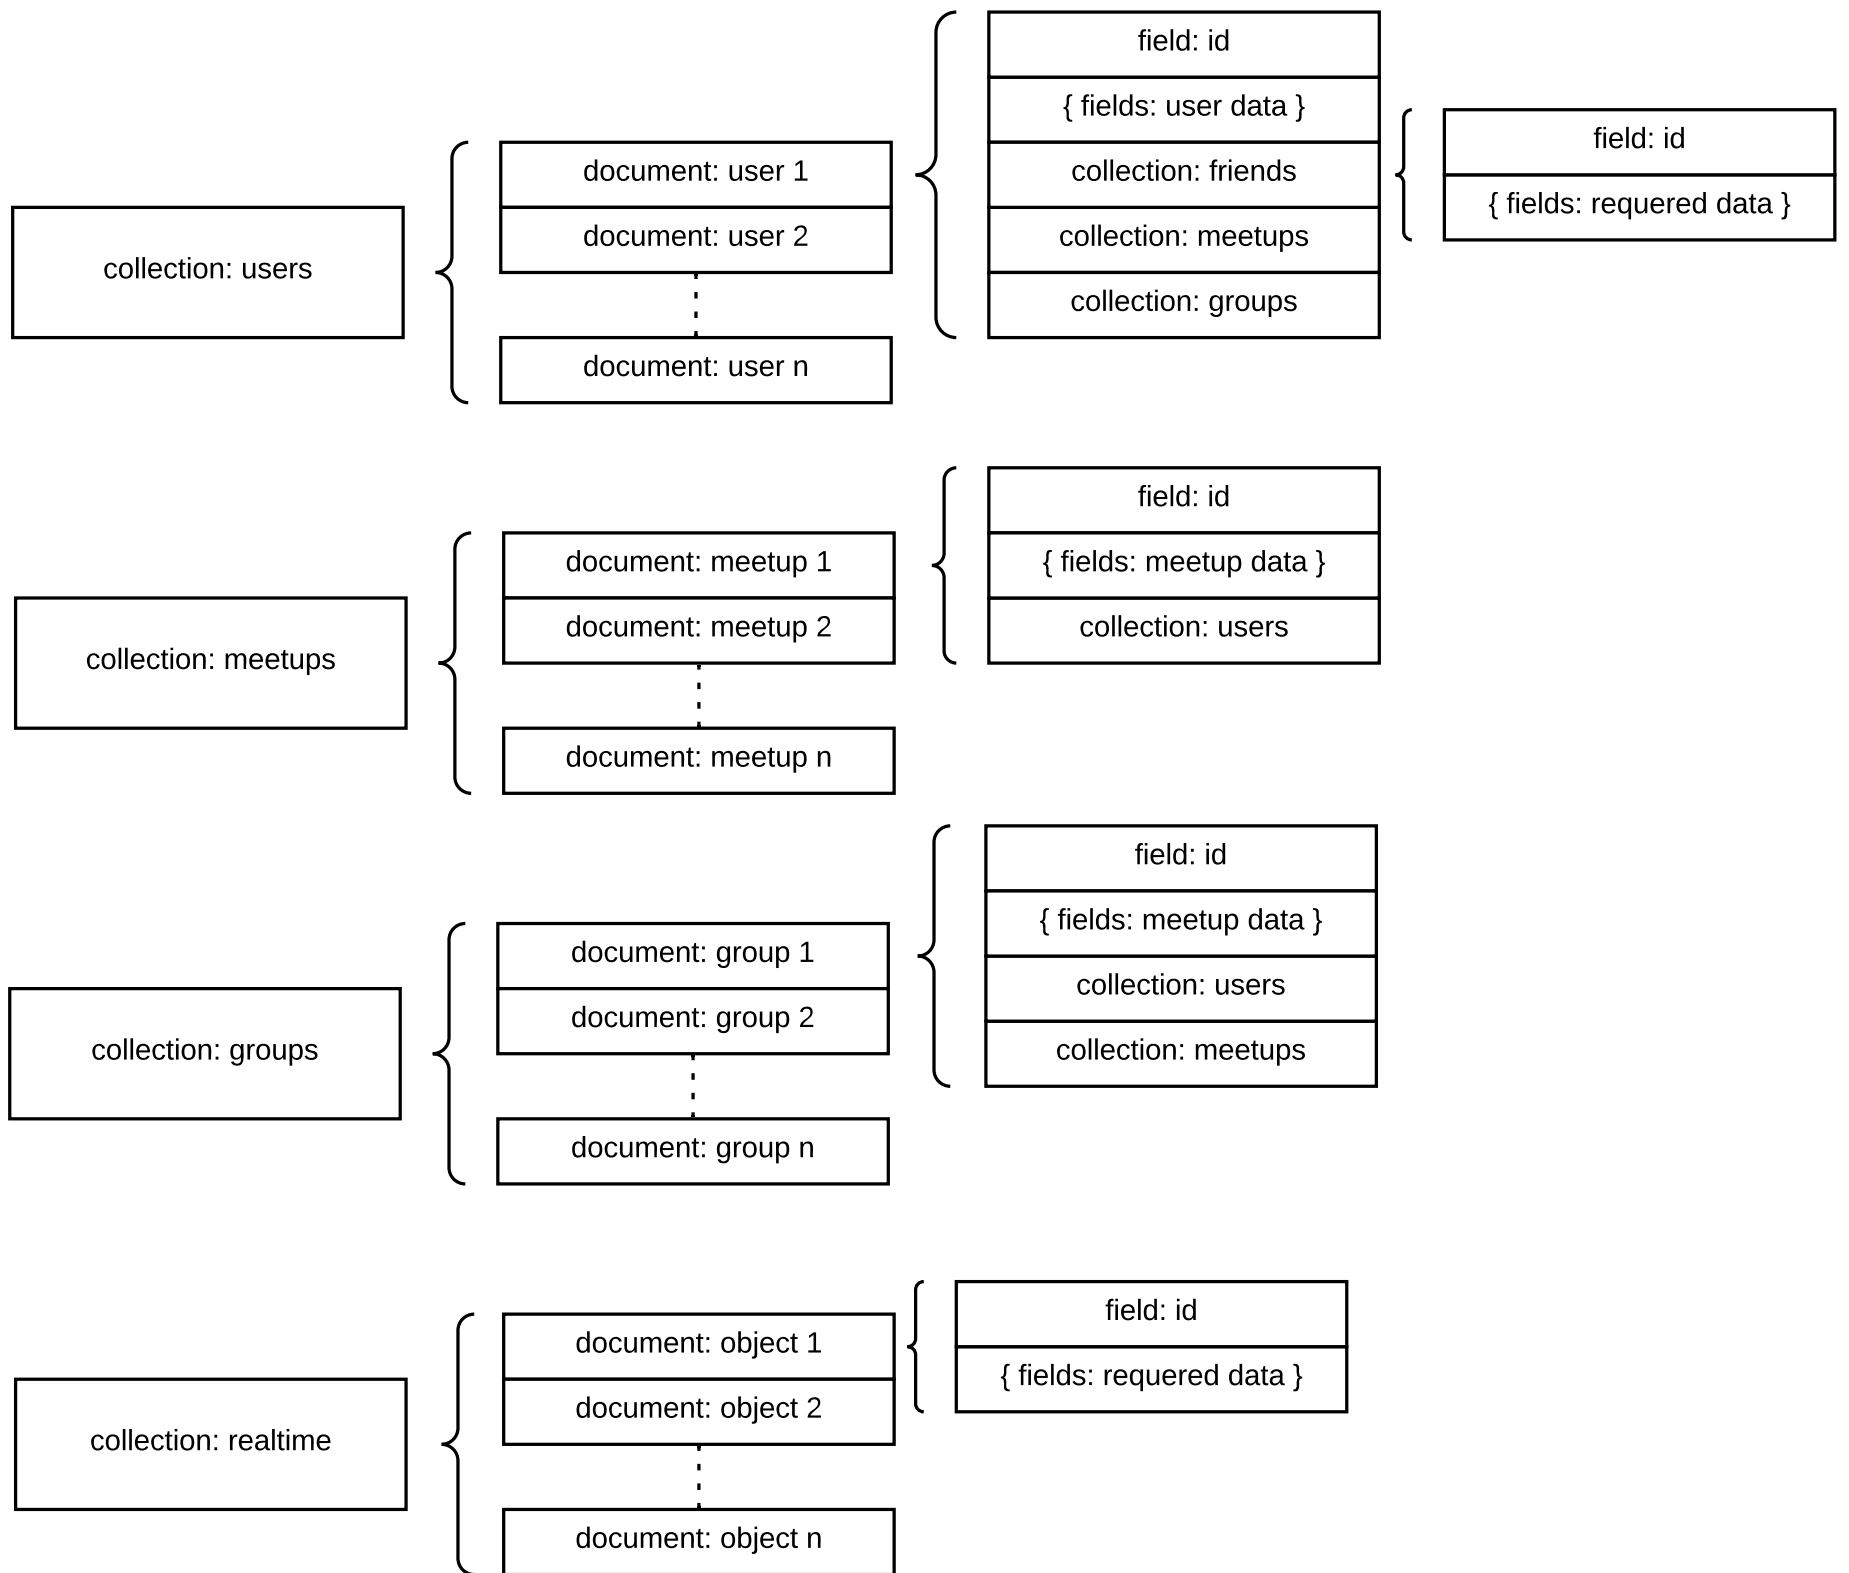 collection: users
document: user 1
document: user 2
document: user n
field: id
{ fields: user data }
collection: friends
collection: meetups
collection: groups
field: id
{ fields: requered data }
collection: meetups
document: meetup 1
document: meetup 2
document: meetup n
field: id
{ fields: meetup data }
collection: users
collection: groups
document: group 1
document: group 2
document: group n
field: id
{ fields: meetup data }
collection: users
collection: meetups
collection: realtime
document: object 1
document: object 2
document: object n
field: id
{ fields: requered data }